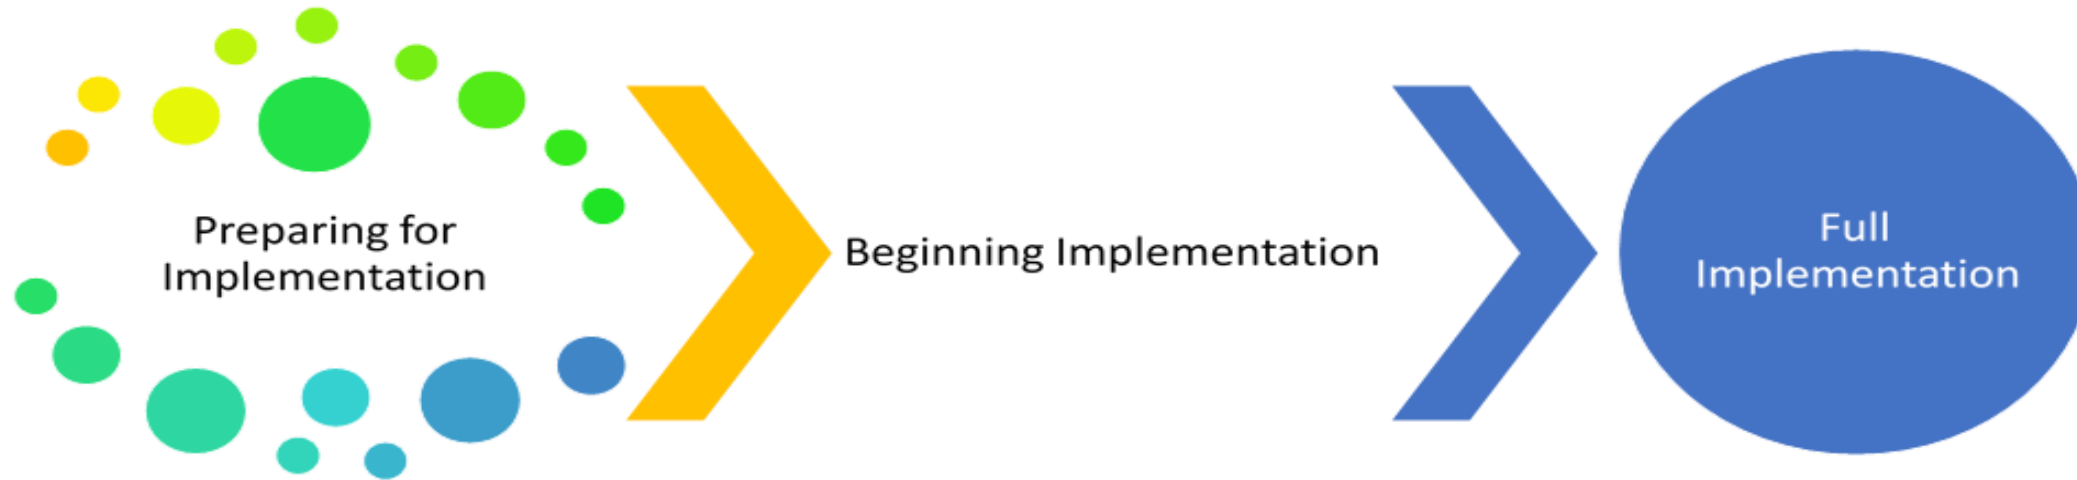 Preparing for
Implementation
Beginning Implementation
Full
Implementation